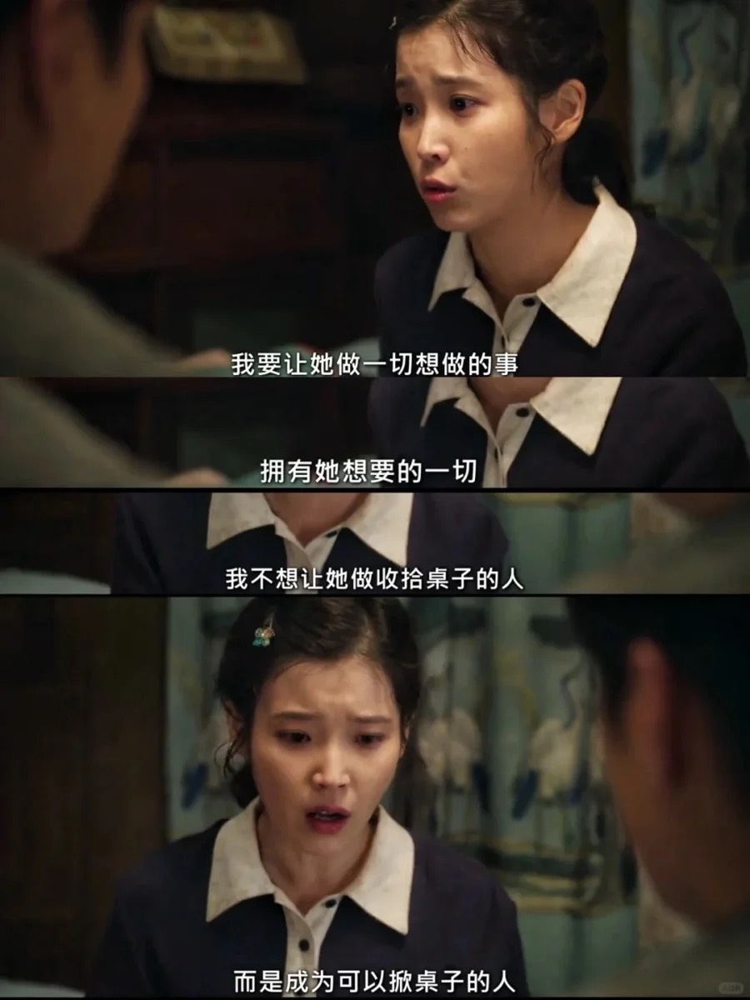 我要让她做一切想做的事
拥有她想要的一切
我不想让她做收拾桌子的人
而是成为可以掀桌子的人